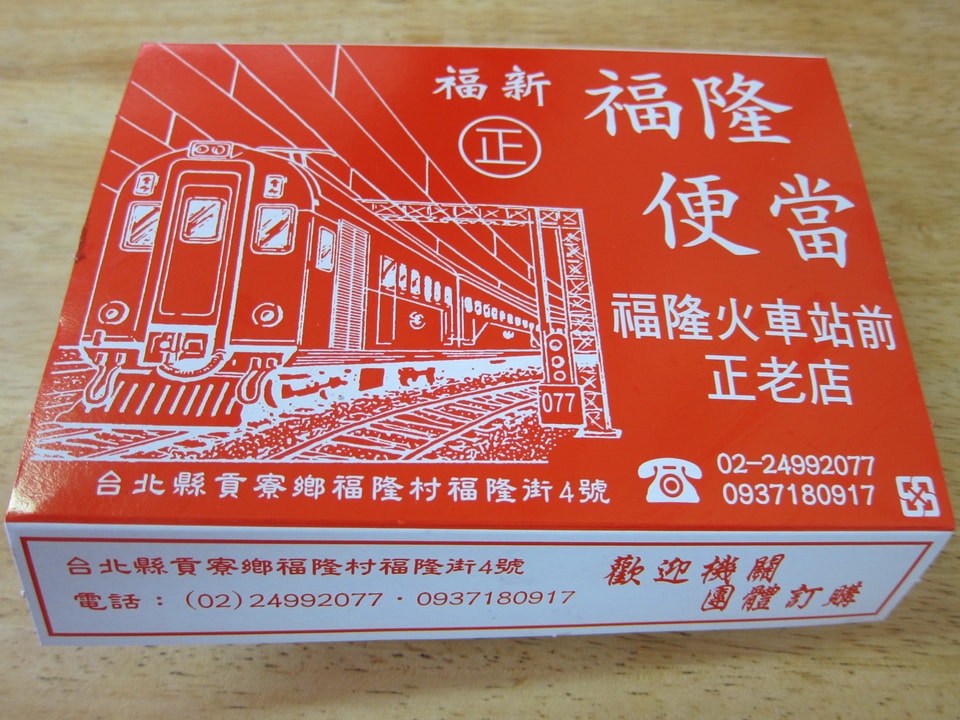 福新
正
福隆
便當
福隆火車站前
正老店
077
02-24992077
0937180917
台北縣貢寮鄉福隆村福隆街4號
台北縣貢寮鄉福隆村福隆街4號
電話：(02)24992077·0937180917
歡迎機關
團體訂購